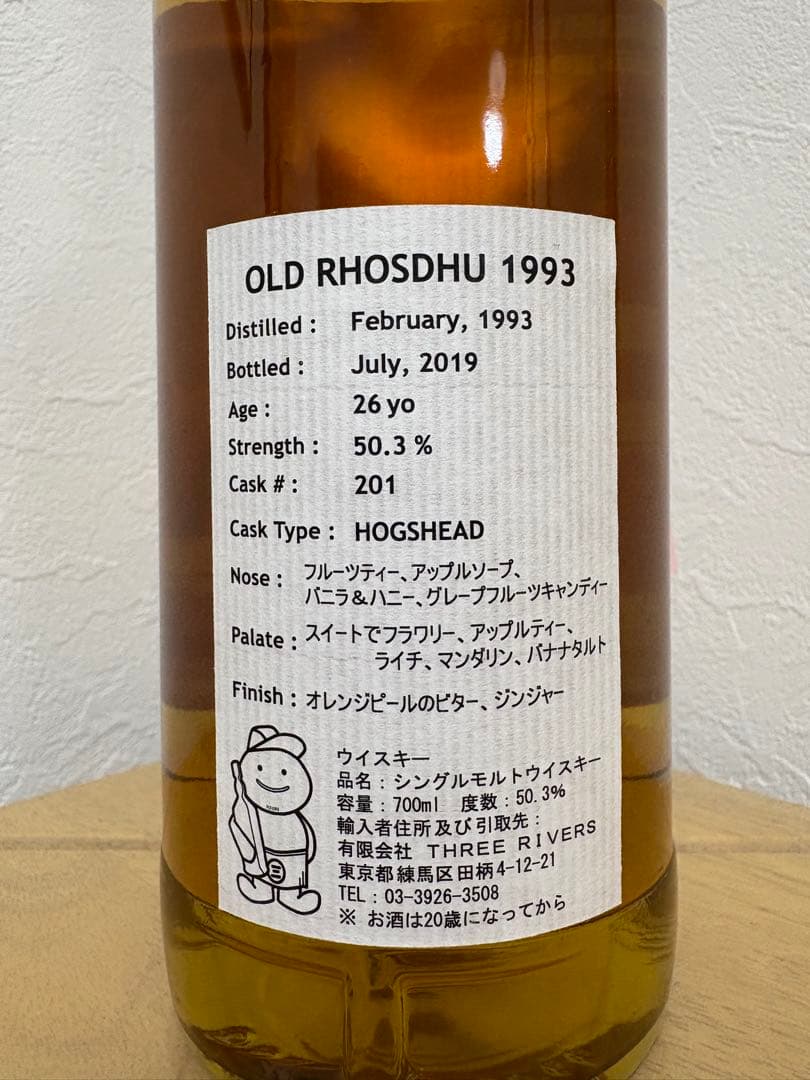 OLD RHOSDHU 1993
Distilled : February, 1993
Bottled : July, 2019
Age : 26 yo
Strength : 50.3 %
Cask # : 201
Cask Type : HOGSHEAD
Nose : フルーツティー、アップルソープ、
バニラ＆ハニー、グレープフルーツキャンディー
Palate : スイートでフラワリー、アップルティー、
ライチ、マンダリン、バナナタルト
Finish : オレンジピールのビター、ジンジャー
ウイスキー
品名：シングルモルトウイスキー
容量：700ml 度数：50.3%
輸入者住所及び引取先：
有限会社 THREE RIVERS
東京都練馬区田柄4-12-21
TEL：03-3926-3508
※ お酒は20歳になってから
三